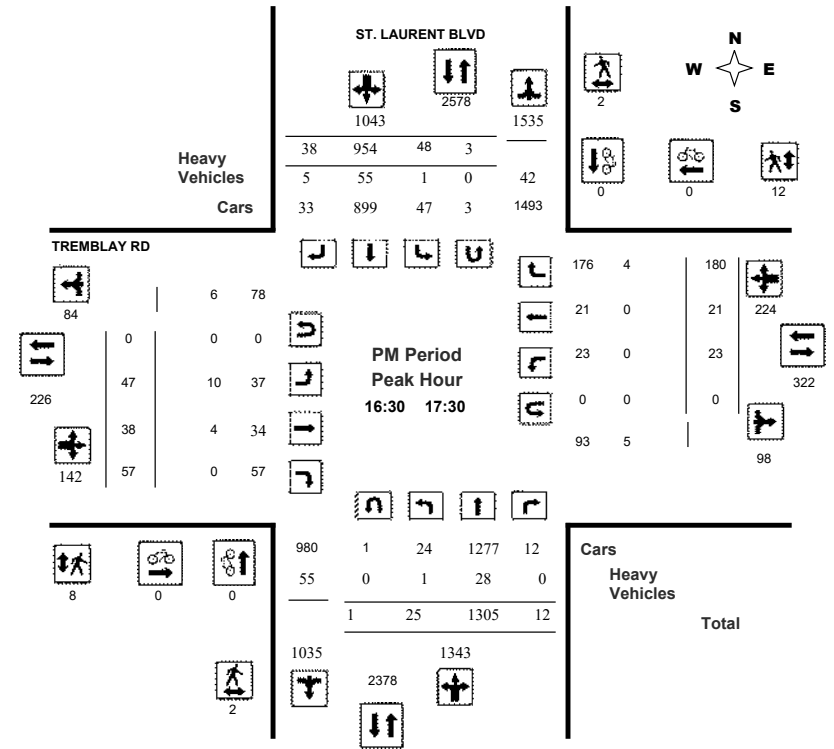 ST. LAURENT BLVD
N
W E
S
2578
2
1043
1535
38 954 48 3
Heavy
Vehicles
5 55 1 0 42
Cars
33 899 47 3 1493
0 0 12
TREMBLAY RD
84
6 78
176 4 180
224
0 0 0
21 0 21
226
PM Period
Peak Hour
16:30 17:30
47 10 37
23 0 23
322
38 4 34
0 0 0
142
57 0 57
93 5
98
980 1 24 1277 12
Cars
55 0 1 28 0
Heavy
Vehicles
8 0 0
1 25 1305 12
Total
1035 1343
2378
2